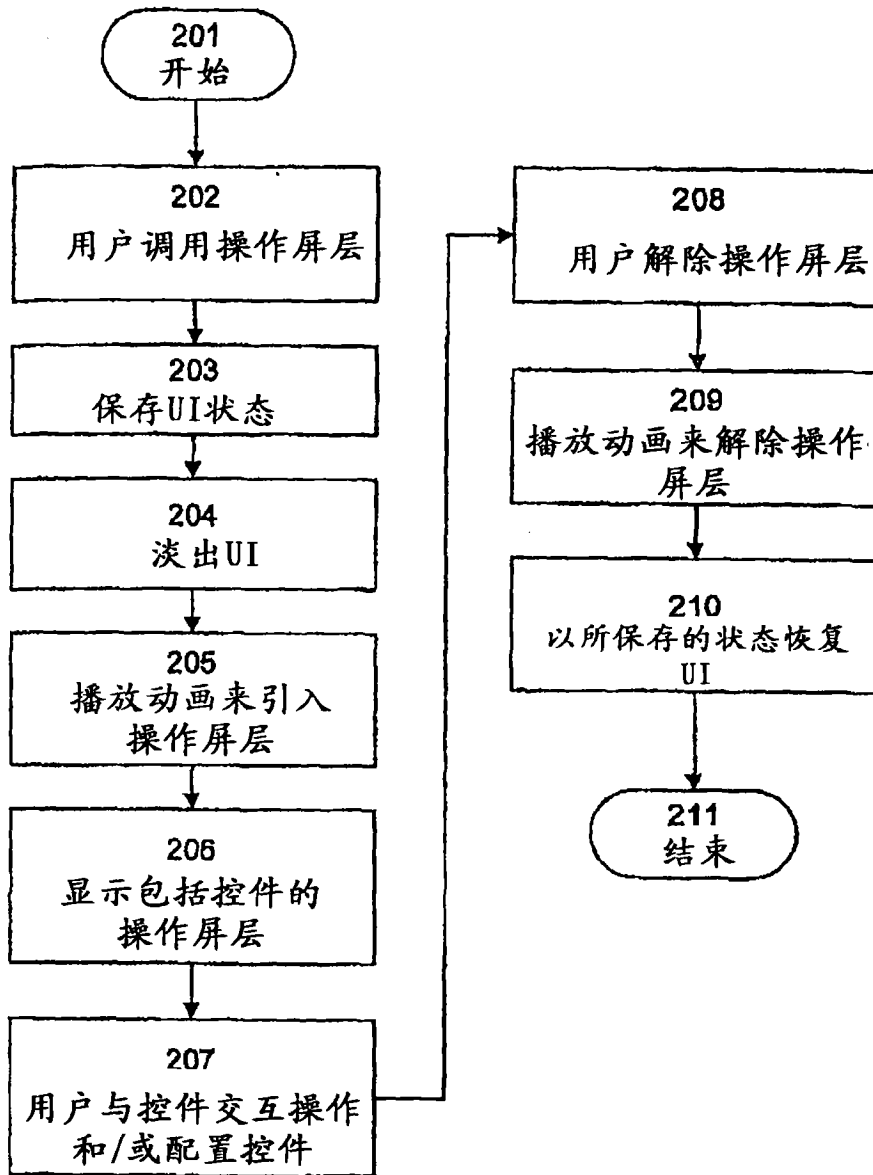 201
开始
202
用户调用操作屏层
203
保存UI状态
204
淡出UI
205
播放动画来引入
操作屏层
206
显示包括控件的
操作屏层
207
用户与控件交互操作
和/或配置控件
208
用户解除操作屏层
209
播放动画来解除操作
屏层
210
以所保存的状态恢复
UI
211
结束